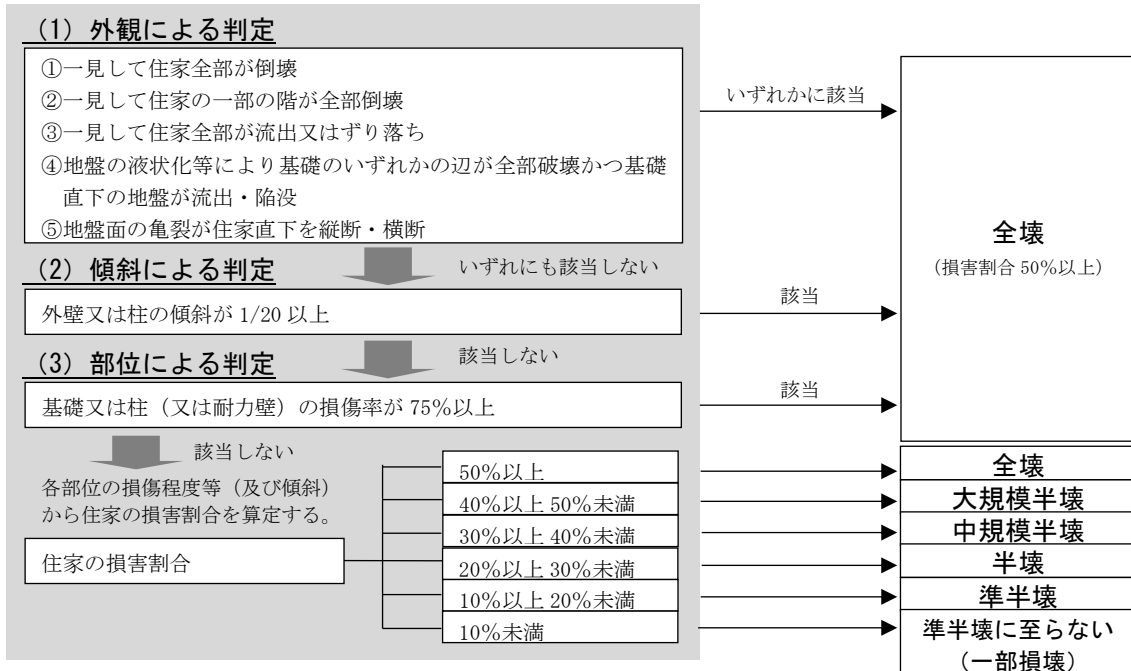 (1) 外観による判定
①一見して住家全部が倒壊
②一見して住家の一部の階が全部倒壊
③一見して住家全部が流出又はずり落ち
④地盤の液状化等により基礎のいずれかの辺が全部破壊かつ基礎
直下の地盤が流出・陥没
⑤地盤面の亀裂が住家直下を縦断・横断
いずれかに該当
全壊
(損害割合 50%以上)
(2) 傾斜による判定
いずれにも該当しない
外壁又は柱の傾斜が 1/20 以上
該当
(3) 部位による判定
該当しない
基礎又は柱（又は耐力壁）の損傷率が 75%以上
該当
該当しない
各部位の損傷程度等（及び傾斜）
から住家の損害割合を算定する。
住家の損害割合
50%以上
全壊
40%以上 50%未満
大規模半壊
30%以上 40%未満
中規模半壊
20%以上 30%未満
半壊
10%以上 20%未満
準半壊
10%未満
準半壊に至らない
（一部損壊）